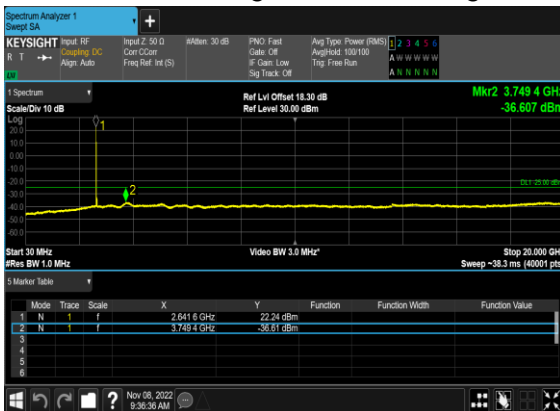 Spectrum Analyzer 1
Swept SA
KEYSIGHT Input: RF Input Z: 50 Ω #Atten: 30 dB PNO: Fast Avg Type: Power (RMS) 1 2 3 4 5 6
R T Coupling: DC Corr CCorr Gate: Off Avg|Hold: 100/100 A W W W W W
Align: Auto Freq Ref: Int (S) IF Gain: Low Trig: Free Run
LV Sig Track: Off A N N N N N
1 Spectrum Ref Lvl Offset 18.30 dB Mkr2 3.749 4 GHz
Scale/Div 10 dB Ref Level 30.00 dBm -36.607 dBm
Log
20.0 1
10.0
0.00
-10.0
-20.0 DL1 -25.00 dBm
-30.0 2
-40.0
-50.0
-60.0
Start 30 MHz Video BW 3.0 MHz* Stop 20.000 GHz
#Res BW 1.0 MHz Sweep ~38.3 ms (40001 pts)
5 Marker Table
Mode Trace Scale X Y Function Function Width Function Value
1 N 1 f 2.641 6 GHz 22.24 dBm
2 N 1 f 3.749 4 GHz -36.61 dBm
3
4
5
6
? Nov 08, 2022
9:36:36 AM